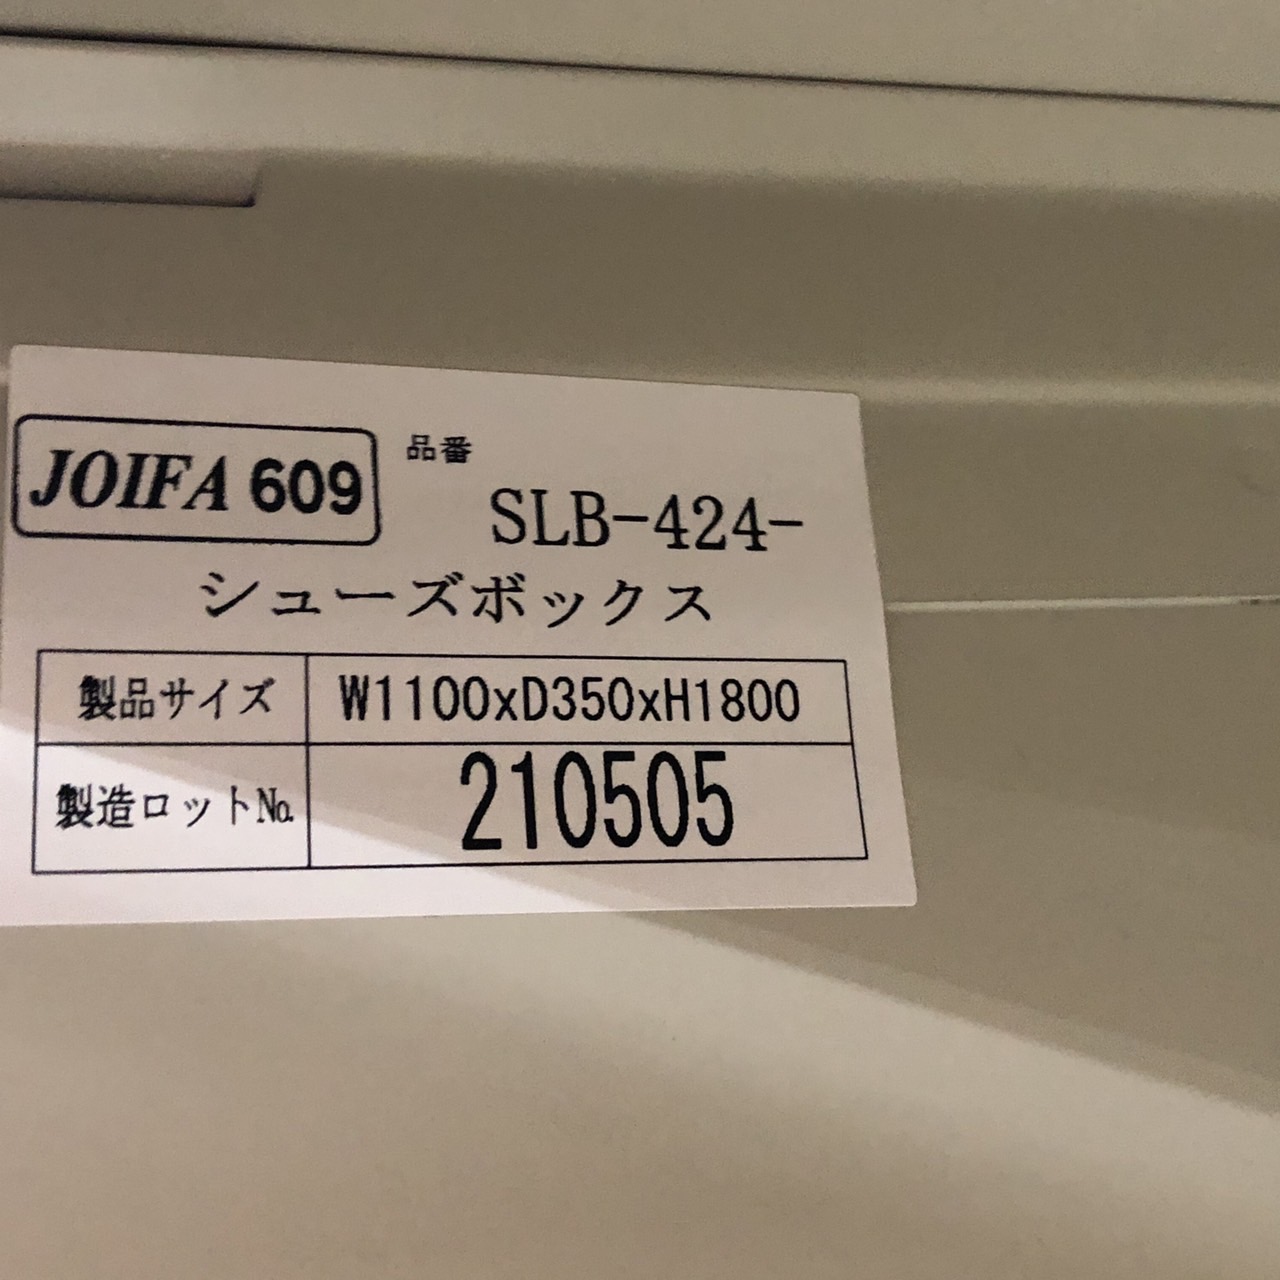 JOIFA 609
品番
SLB-424-
シューズボックス
製品サイズ W1100xD350xH1800
製造ロット№ 210505